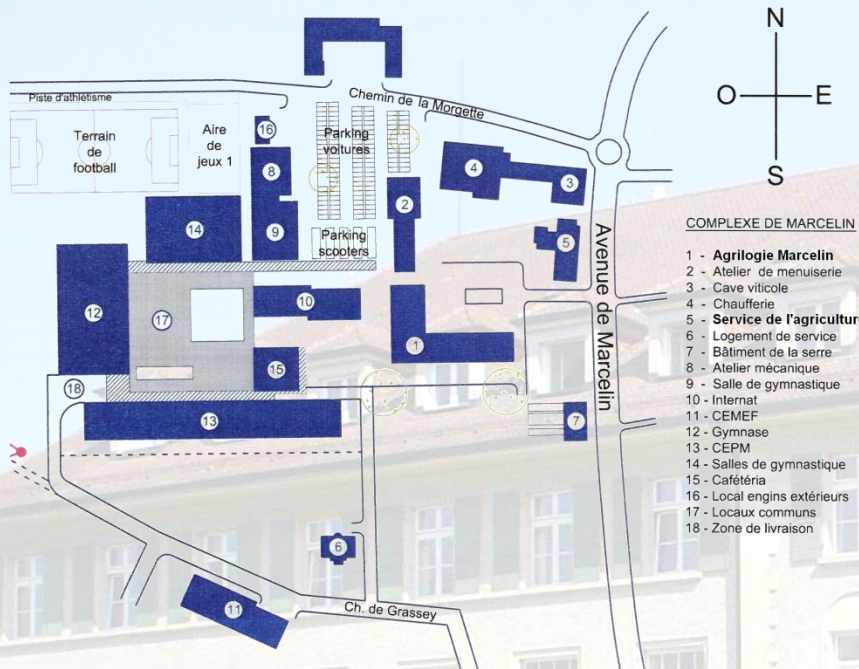 N
O
E
S
Chemin de la Morgette
Piste d'athlétisme
Terrain
de
football
Aire
de
jeux 1
Parking
voitures
Parking
scooters
16
8
9
14
4
3
2
5
12
17
10
1
15
18
13
7
6
11
Avenue de Marcelin
Ch. de Grassey
COMPLEXE DE MARCELIN
1 - Agrilogie Marcelin
2 - Atelier de menuiserie
3 - Cave viticole
4 - Chaufferie
5 - Service de l'agriculture
6 - Logement de service
7 - Bâtiment de la serre
8 - Atelier mécanique
9 - Salle de gymnastique
10 - Internat
11 - CEMEF
12 - Gymnase
13 - CEPM
14 - Salles de gymnastique
15 - Cafétéria
16 - Local engins extérieurs
17 - Locaux communs
18 - Zone de livraison